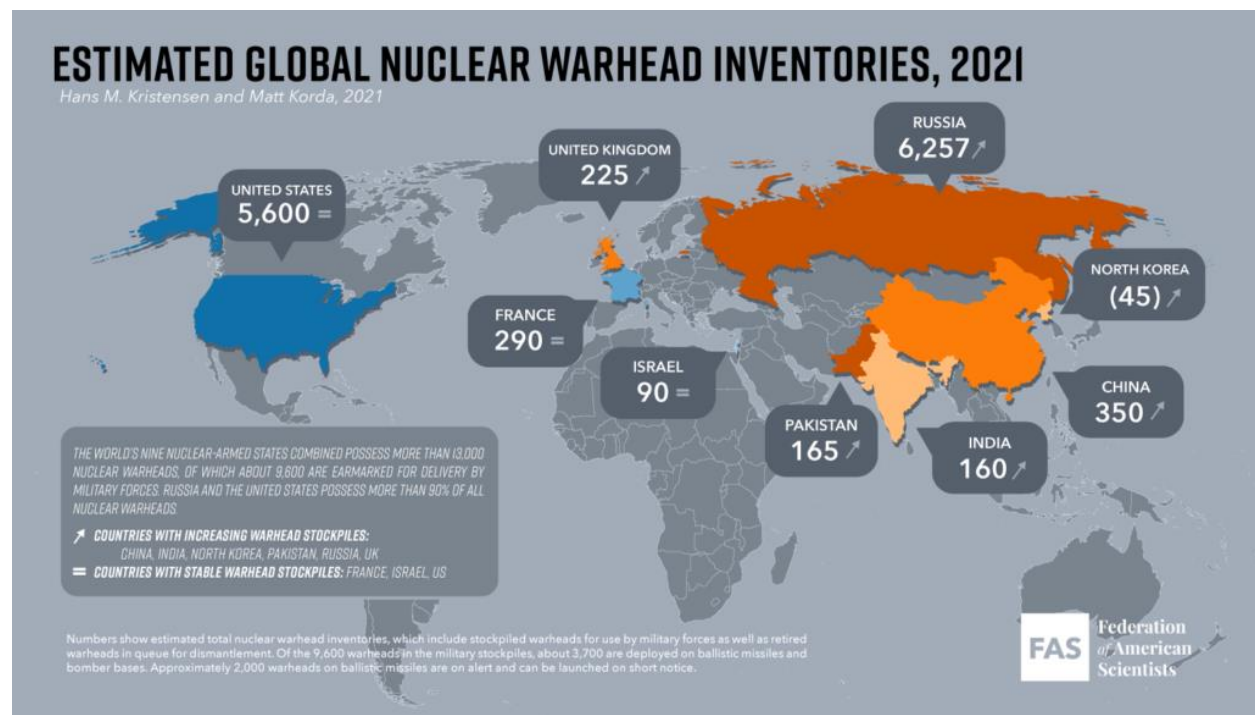 ESTIMATED GLOBAL NUCLEAR WARHEAD INVENTORIES, 2021
Hans M. Kristensen and Matt Korda, 2021
RUSSIA
6,257
UNITED KINGDOM
225
UNITED STATES
5,600 =
NORTH KOREA
(45)
FRANCE
290 =
ISRAEL
90 =
CHINA
350
PAKISTAN
165
INDIA
160
THE WORLD'S NINE NUCLEAR-ARMED STATES COMBINED POSSESS MORE THAN 13,000
NUCLEAR WARHEADS, OF WHICH ABOUT 9,600 ARE EARMARKED FOR DELIVERY BY
MILITARY FORCES. RUSSIA AND THE UNITED STATES POSSESS MORE THAN 90% OF ALL
NUCLEAR WARHEADS.
COUNTRIES WITH INCREASING WARHEAD STOCKPILES:
CHINA, INDIA, NORTH KOREA, PAKISTAN, RUSSIA, UK
= COUNTRIES WITH STABLE WARHEAD STOCKPILES: FRANCE, ISRAEL, US
Numbers show estimated total nuclear warhead inventories, which include stockpiled warheads for use by military forces as well as retired
warheads in queue for dismantlement. Of the 9,600 warheads in the military stockpiles, about 3,700 are deployed on ballistic missiles and
bomber bases. Approximately 2,000 warheads on ballistic missiles are on alert and can be launched on short notice.
FAS
Federation
of American
Scientists